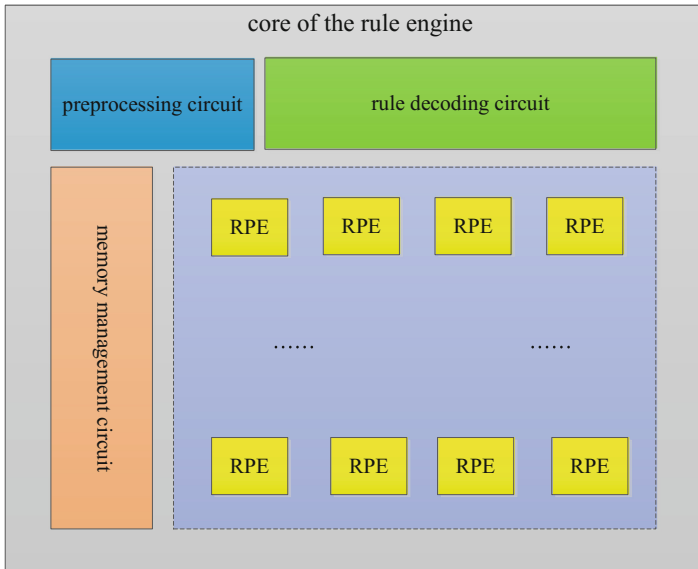 core of the rule engine
preprocessing circuit
rule decoding circuit
memory management circuit
RPE RPE RPE RPE
...... ......
RPE RPE RPE RPE